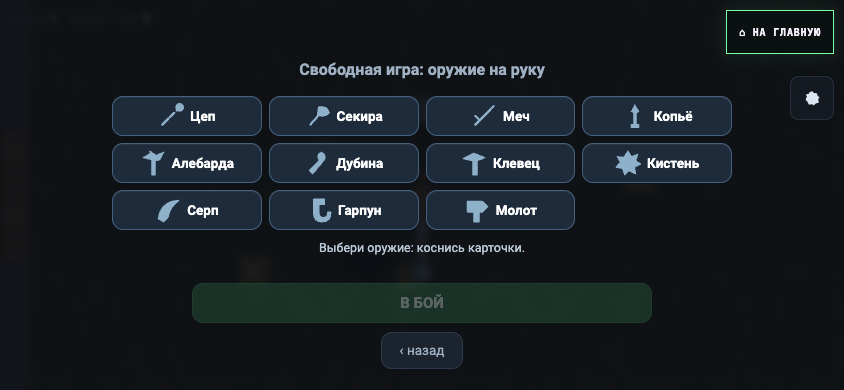 ⌂ НА ГЛАВНУЮ
Свободная игра: оружие на руку
Цеп
Секира
Меч
Копьё
Алебарда
Дубина
Клевец
Кистень
Серп
Гарпун
Молот
Выбери оружие: коснись карточки.
В БОЙ
‹ назад